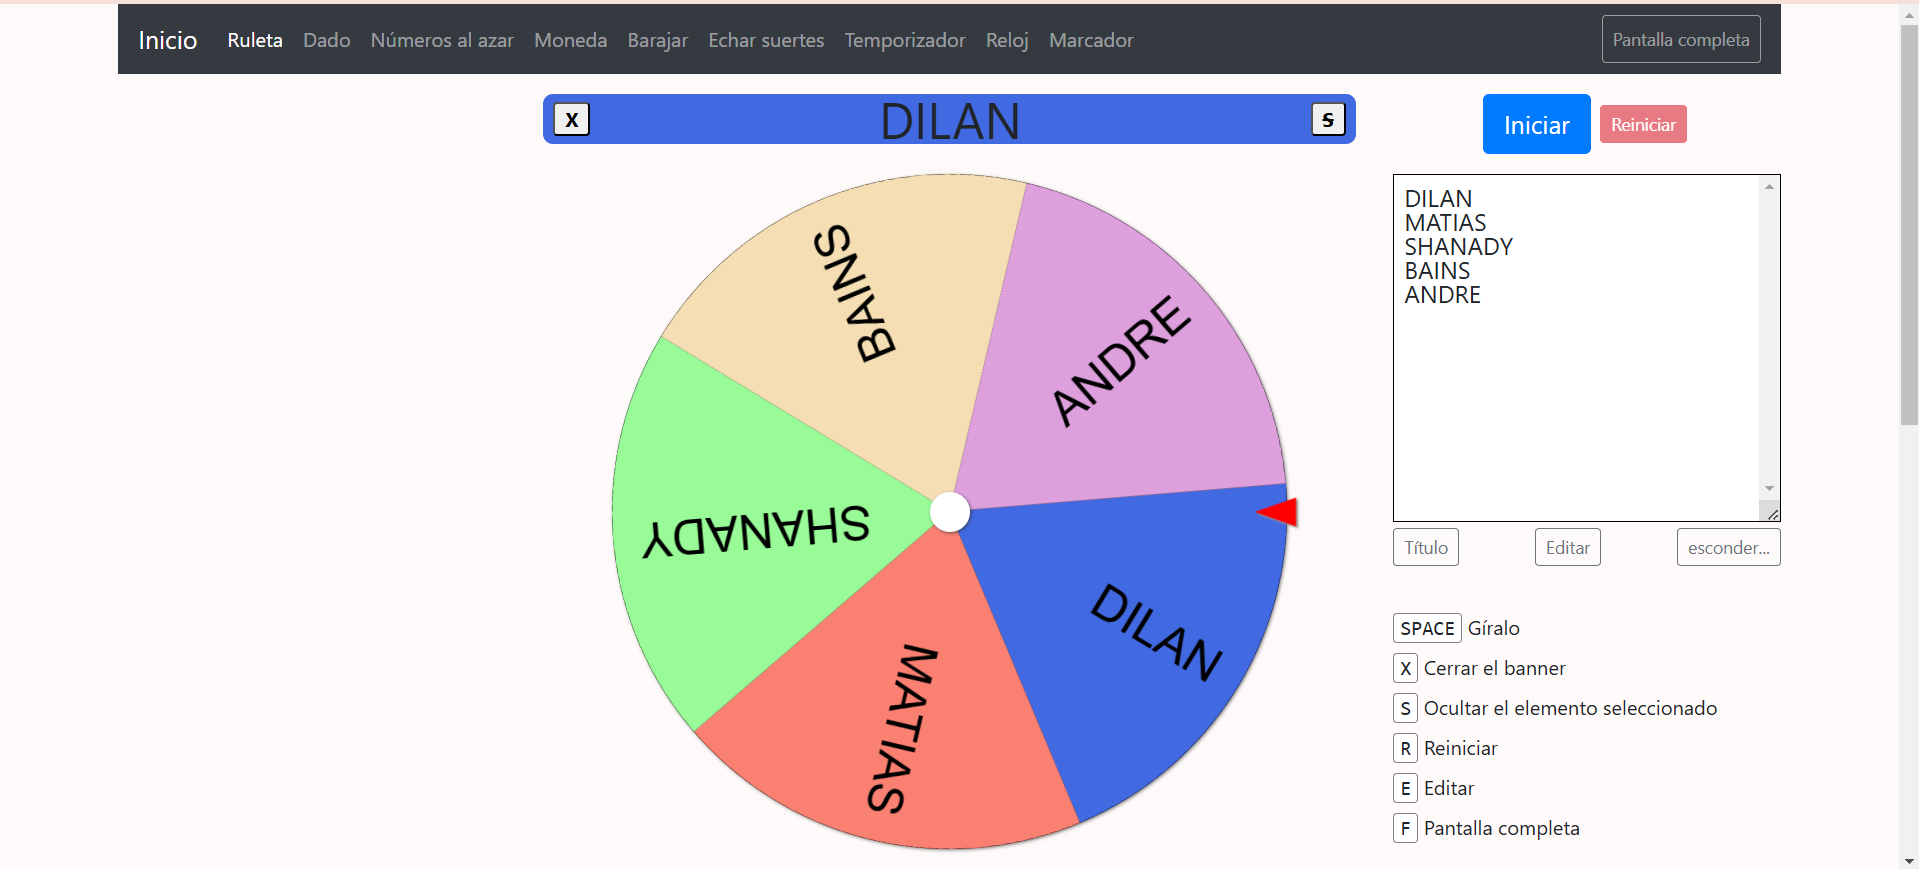 Inicio Ruleta Dado Números al azar Moneda Barajar Echar suertes Temporizador Reloj Marcador Pantalla completa
X DILAN S
Iniciar Reiniciar
DILAN
MATIAS
SHANADY
BAINS
ANDRE
Título Editar esconder...
SPACE Gíralo
X Cerrar el banner
S Ocultar el elemento seleccionado
R Reiniciar
E Editar
F Pantalla completa
BAINS
ANDRE
SHANADY
DILAN
MATIAS